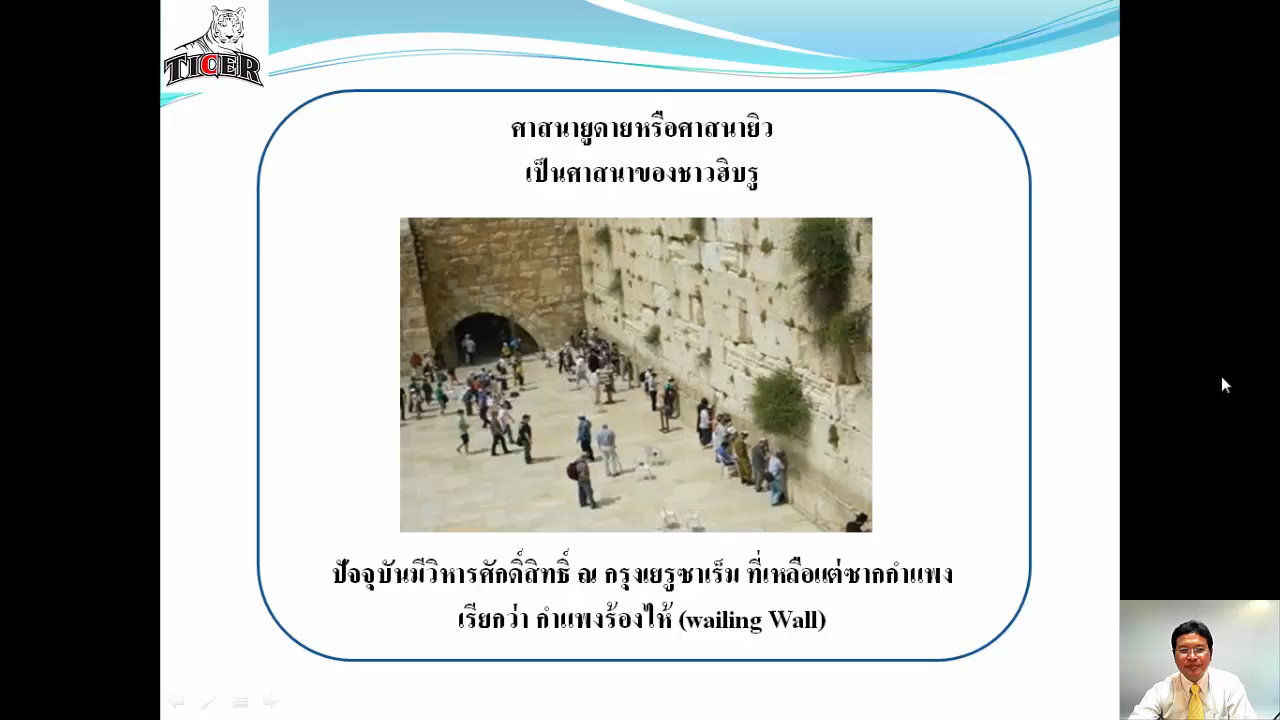 TICER
ศาสนายูดายหรือศาสนายิว
เป็นศาสนาของชาวฮิบรู
ปัจจุบันมีวิหารศักดิ์สิทธิ์ ณ กรุงเยรูซาเร็ม ที่เหลือแต่ซากกำแพง
เรียกว่า กำแพงร้องไห้ (wailing Wall)